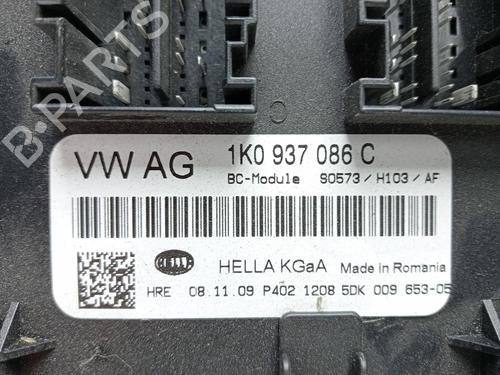 B-PARTS
VW AG
1K0 937 086 C
BC-Module S0573 / H103 / AF
HELLA
HELLA KGaA Made in Romania
HRE 08.11.09 P402 1208 5DK 009 653-05